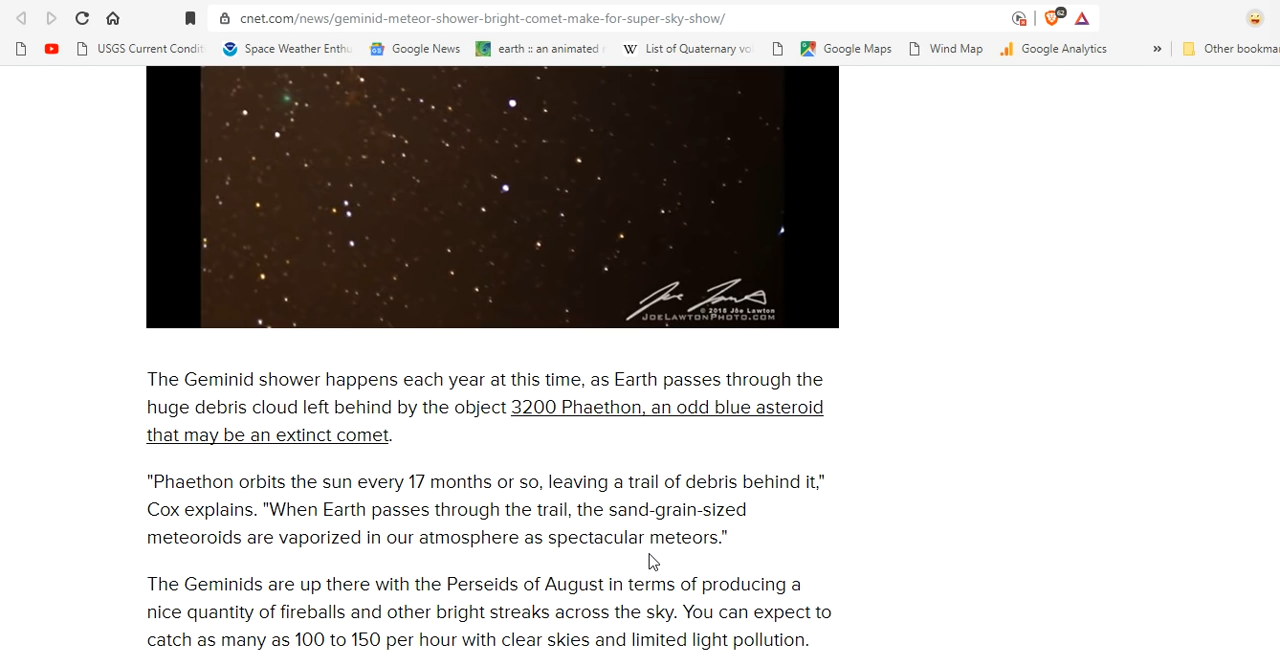 cnet.com/news/geminid-meteor-shower-bright-comet-make-for-super-sky-show/
62
USGS Current Condit
Space Weather Enthu
Google News
earth :: an animated
W List of Quaternary vo
Google Maps
Wind Map
Google Analytics
»
Other bookma
© 2018 Jōe Lawton
JoeLawtonPhoto.com
The Geminid shower happens each year at this time, as Earth passes through the
huge debris cloud left behind by the object 3200 Phaethon, an odd blue asteroid
that may be an extinct comet.
"Phaethon orbits the sun every 17 months or so, leaving a trail of debris behind it,"
Cox explains. "When Earth passes through the trail, the sand-grain-sized
meteoroids are vaporized in our atmosphere as spectacular meteors."
The Geminids are up there with the Perseids of August in terms of producing a
nice quantity of fireballs and other bright streaks across the sky. You can expect to
catch as many as 100 to 150 per hour with clear skies and limited light pollution.